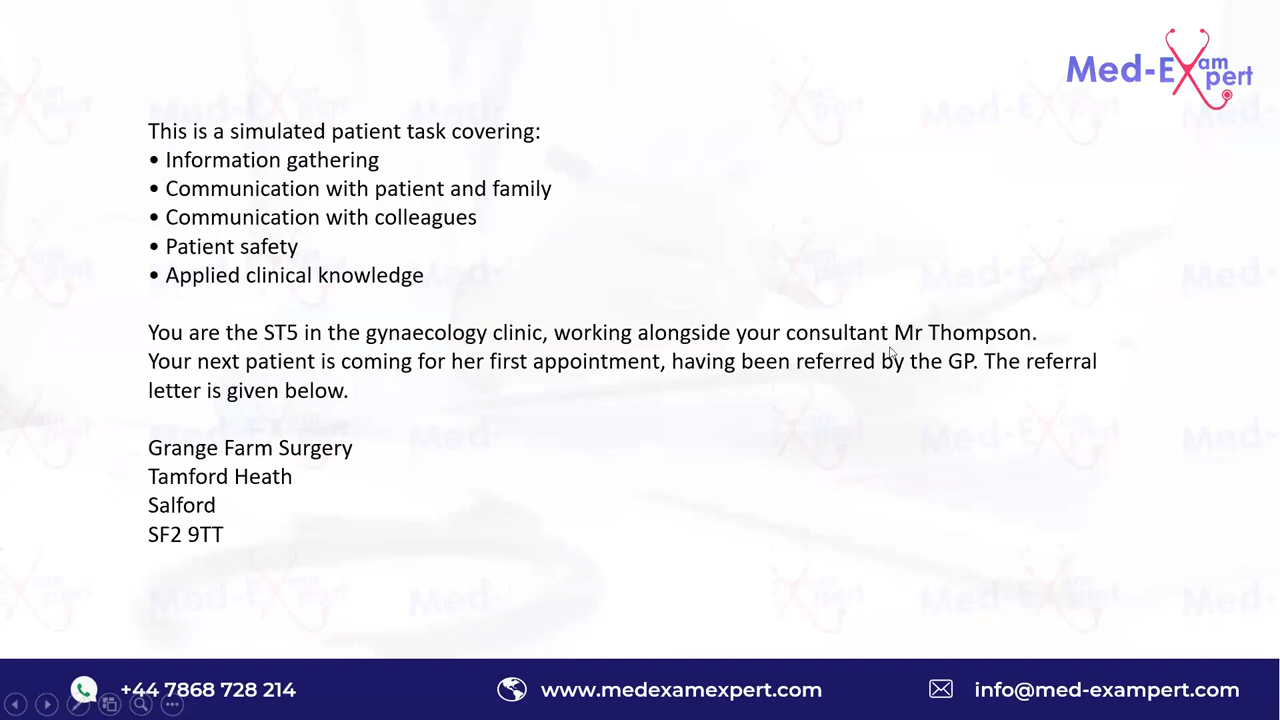 Med-Exam
pert
This is a simulated patient task covering:
• Information gathering
• Communication with patient and family
• Communication with colleagues
• Patient safety
• Applied clinical knowledge
You are the ST5 in the gynaecology clinic, working alongside your consultant Mr Thompson.
Your next patient is coming for her first appointment, having been referred by the GP. The referral
letter is given below.
Grange Farm Surgery
Tamford Heath
Salford
SF2 9TT
+44 7868 728 214
www.medexamexpert.com
info@med-exampert.com